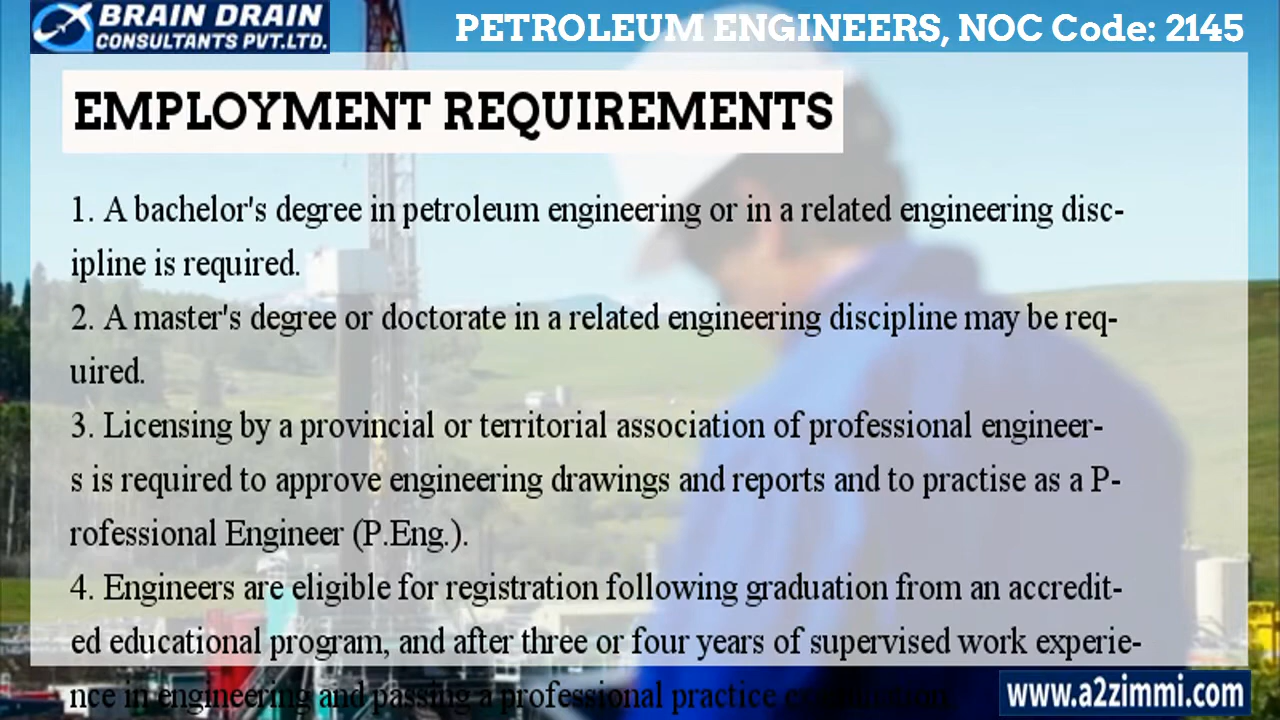 BRAIN DRAIN
CONSULTANTS PVT.LTD.
PETROLEUM ENGINEERS, NOC Code: 2145
EMPLOYMENT REQUIREMENTS
1. A bachelor's degree in petroleum engineering or in a related engineering disc-
ipline is required.
2. A master's degree or doctorate in a related engineering discipline may be req-
uired.
3. Licensing by a provincial or territorial association of professional engineer-
s is required to approve engineering drawings and reports and to practise as a P-
rofessional Engineer (P.Eng.).
4. Engineers are eligible for registration following graduation from an accredit-
ed educational program, and after three or four years of supervised work experie-
nce in engineering and passing a professional practice examination.
www.a2zimmi.com